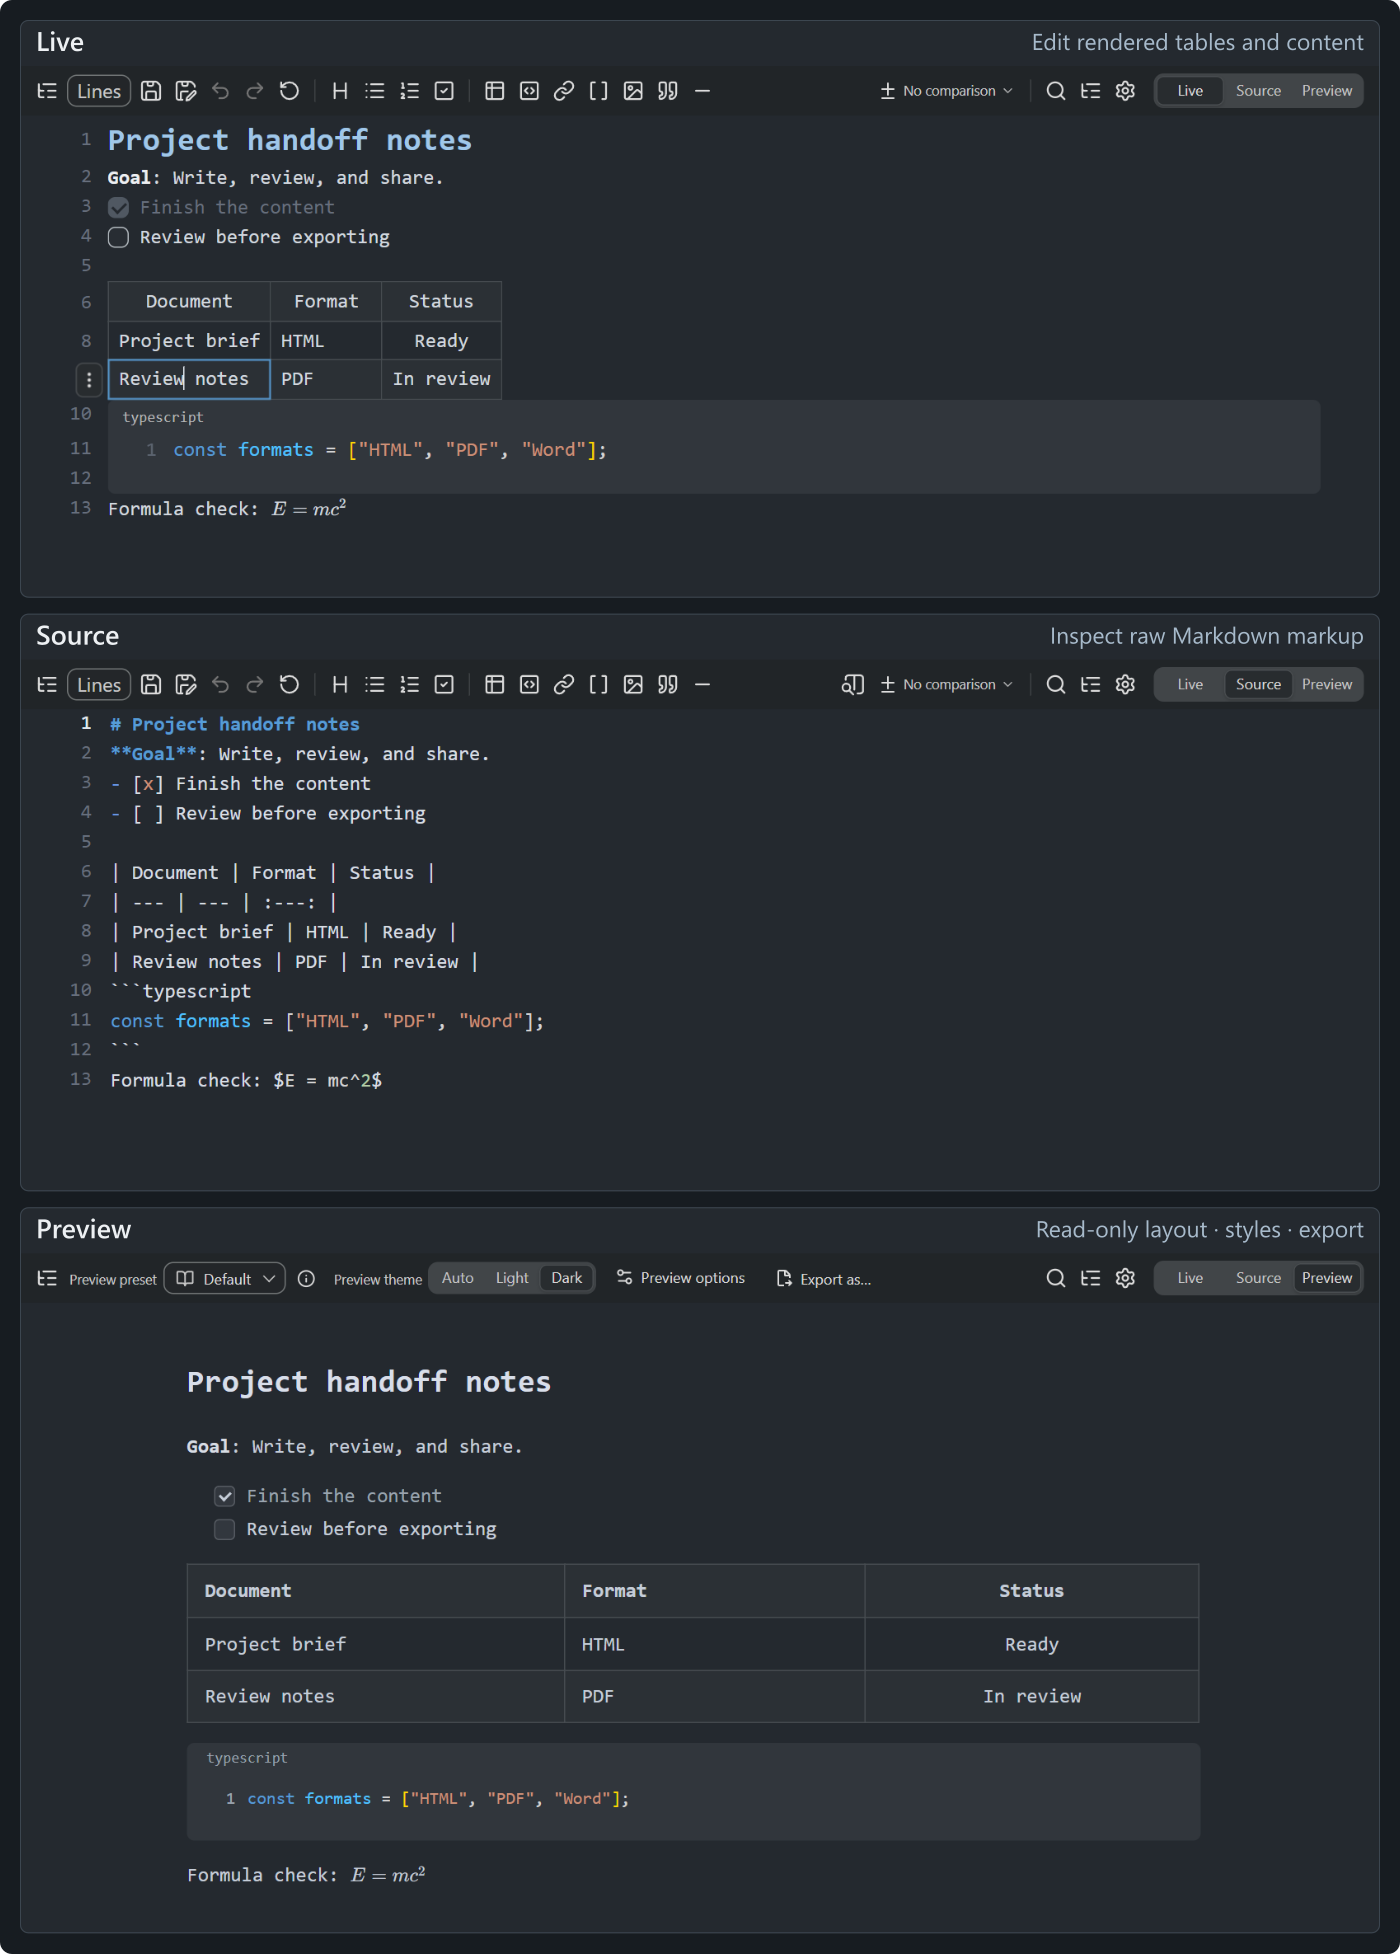 Live
Edit rendered tables and content
Lines
No comparison
Live Source Preview
1 Project handoff notes
2 Goal: Write, review, and share.
3 Finish the content
4 Review before exporting
5
6 Document Format Status
8 Project brief HTML Ready
Review notes PDF In review
10 typescript
11 1 const formats = ["HTML", "PDF", "Word"];
12
13 Formula check: E = mc²
Source
Inspect raw Markdown markup
Lines
No comparison
Live Source Preview
1 # Project handoff notes
2 **Goal**: Write, review, and share.
3 - [x] Finish the content
4 - [ ] Review before exporting
5
6 | Document | Format | Status |
7 | --- | --- | :---: |
8 | Project brief | HTML | Ready |
9 | Review notes | PDF | In review |
10 ```typescript
11 const formats = ["HTML", "PDF", "Word"];
12 ```
13 Formula check: $E = mc^2$
Preview
Read-only layout · styles · export
Preview preset Default Preview theme Auto Light Dark Preview options Export as...
Live Source Preview
Project handoff notes
Goal: Write, review, and share.
Finish the content
Review before exporting
Document Format Status
Project brief HTML Ready
Review notes PDF In review
typescript
1 const formats = ["HTML", "PDF", "Word"];
Formula check: E = mc²